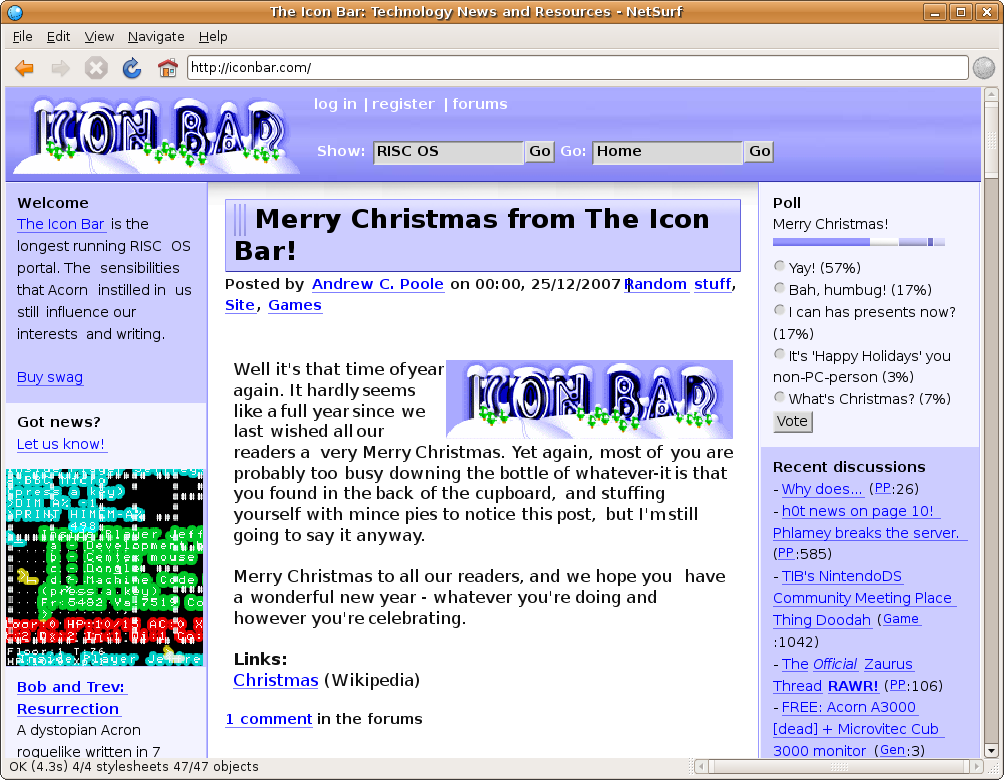 The Icon Bar: Technology News and Resources - NetSurf
File Edit View Navigate Help
http://iconbar.com/
ICON BAR
log in | register | forums
Show: RISC OS Go Go: Home Go
Welcome
The Icon Bar is the
longest running RISC OS
portal. The sensibilities
that Acorn instilled in us
still influence our
interests and writing.
Buy swag
Got news?
Let us know!
Bob and Trev:
Resurrection
A dystopian Acron
roguelike written in 7
Merry Christmas from The Icon
Bar!
Posted by Andrew C. Poole on 00:00, 25/12/2007 | Random stuff,
Site, Games
ICON BAR
Well it's that time of year
again. It hardly seems
like a full year since we
last wished all our
readers a very Merry Christmas. Yet again, most of you are
probably too busy downing the bottle of whatever-it is that
you found in the back of the cupboard, and stuffing
yourself with mince pies to notice this post, but I'm still
going to say it anyway.
Merry Christmas to all our readers, and we hope you have
a wonderful new year - whatever you're doing and
however you're celebrating.
Links:
Christmas (Wikipedia)
1 comment in the forums
Poll
Merry Christmas!
Yay! (57%)
Bah, humbug! (17%)
I can has presents now?
(17%)
It's 'Happy Holidays' you
non-PC-person (3%)
What's Christmas? (7%)
Vote
Recent discussions
- Why does... (PP:26)
- h0t news on page 10!
Phlamey breaks the server.
(PP:585)
- TIB's NintendoDS
Community Meeting Place
Thing Doodah (Game
:1042)
- The Official Zaurus
Thread RAWR! (PP:106)
- FREE: Acorn A3000
[dead] + Microvitec Cub
3000 monitor (Gen:3)
OK (4.3s) 4/4 stylesheets 47/47 objects